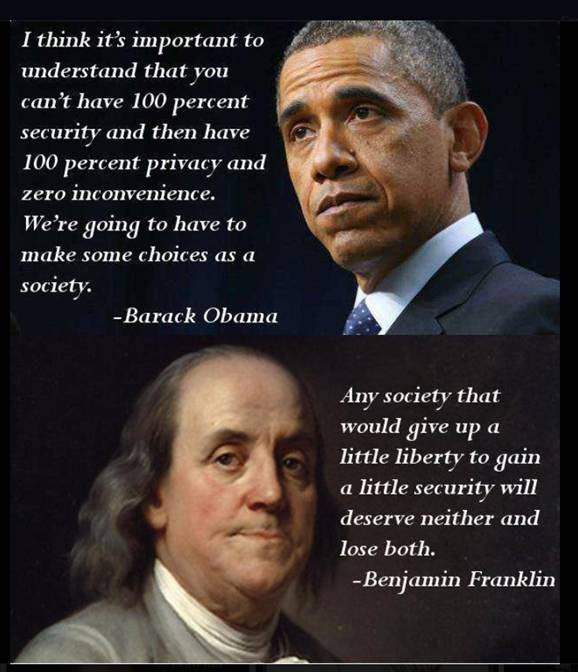 I think it's important to
understand that you
can't have 100 percent
security and then have
100 percent privacy and
zero inconvenience.
We're going to have to
make some choices as a
society.
-Barack Obama
Any society that
would give up a
little liberty to gain
a little security will
deserve neither and
lose both.
-Benjamin Franklin